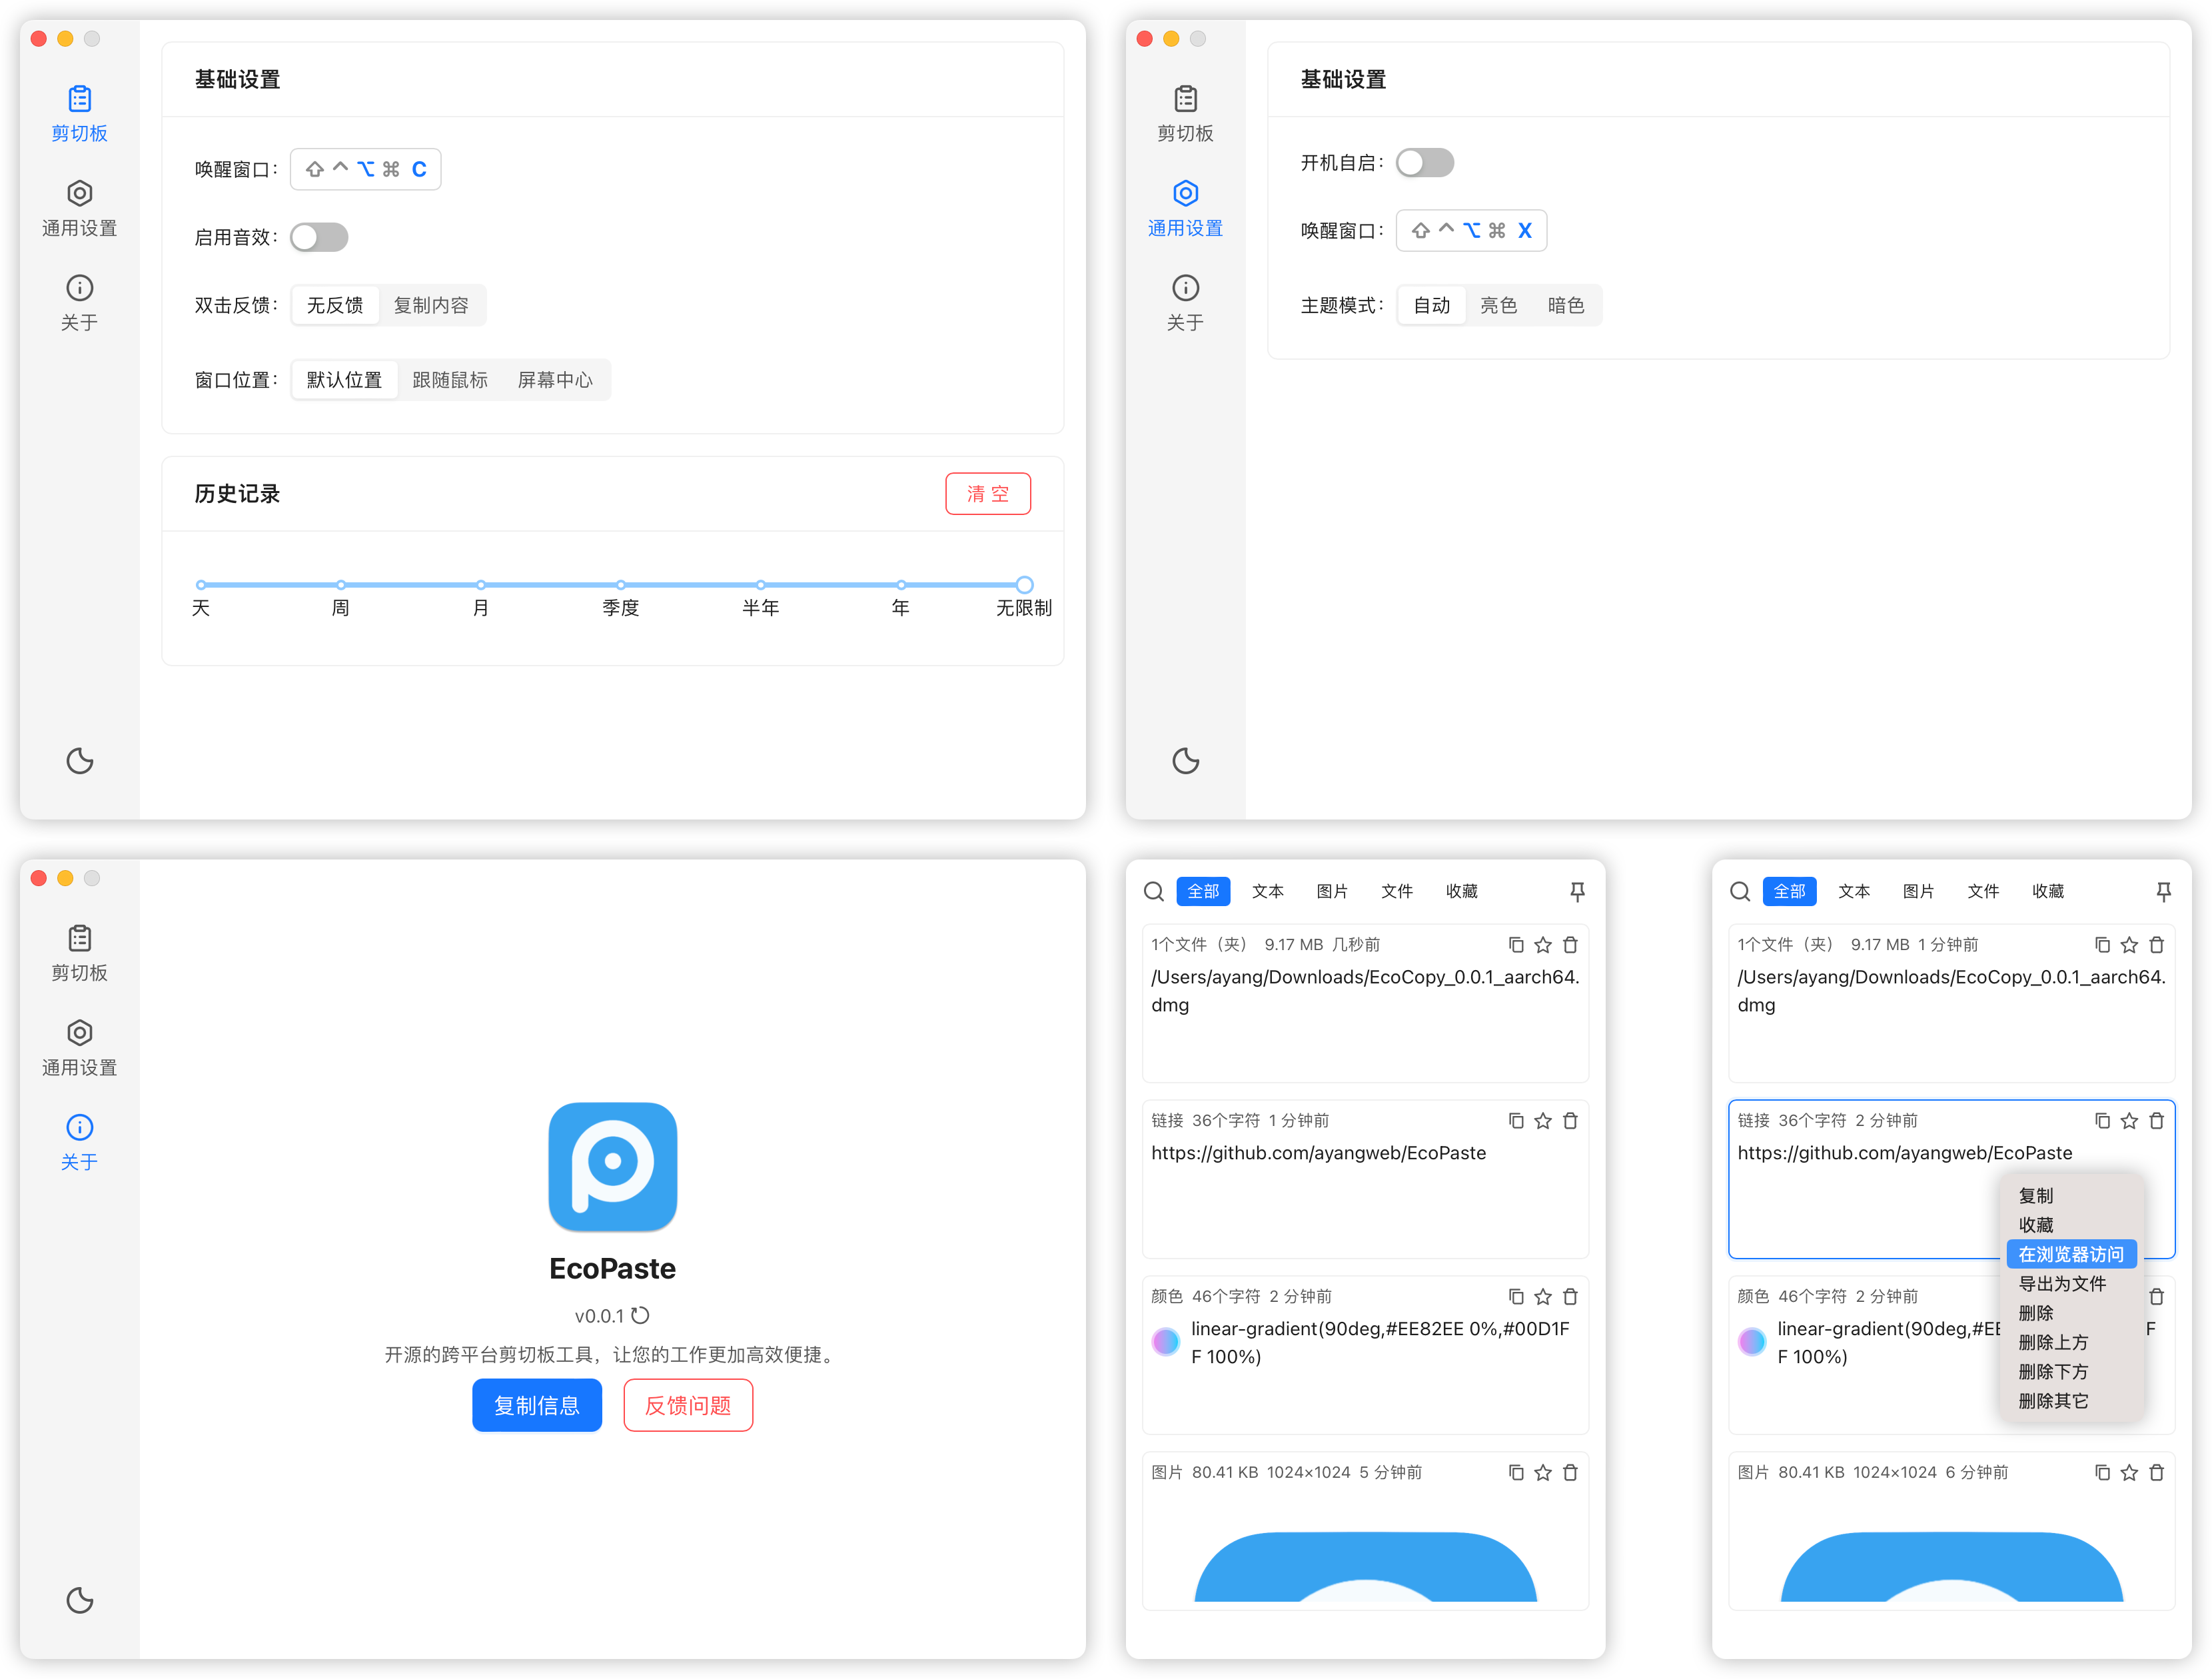 剪切板
通用设置
关于
基础设置
唤醒窗口: ⇧ ⌃ ⌥ ⌘ C
启用音效:
双击反馈: 无反馈 复制内容
窗口位置: 默认位置 跟随鼠标 屏幕中心
历史记录 清 空
天 周 月 季度 半年 年 无限制
剪切板
通用设置
关于
基础设置
开机自启:
唤醒窗口: ⇧ ⌃ ⌥ ⌘ X
主题模式: 自动 亮色 暗色
剪切板
通用设置
关于
EcoPaste
v0.0.1
开源的跨平台剪切板工具，让您的工作更加高效便捷。
复制信息 反馈问题
全部 文本 图片 文件 收藏
1个文件（夹） 9.17 MB 几秒前
/Users/ayang/Downloads/EcoCopy_0.0.1_aarch64.
dmg
链接 36个字符 1 分钟前
https://github.com/ayangweb/EcoPaste
颜色 46个字符 2 分钟前
linear-gradient(90deg,#EE82EE 0%,#00D1F
F 100%)
图片 80.41 KB 1024×1024 5 分钟前
全部 文本 图片 文件 收藏
1个文件（夹） 9.17 MB 1 分钟前
/Users/ayang/Downloads/EcoCopy_0.0.1_aarch64.
dmg
链接 36个字符 2 分钟前
https://github.com/ayangweb/EcoPaste
复制
收藏
在浏览器访问
导出为文件
删除
删除上方
删除下方
删除其它
颜色 46个字符 2 分钟前
linear-gradient(90deg,#EE F
F 100%)
图片 80.41 KB 1024×1024 6 分钟前